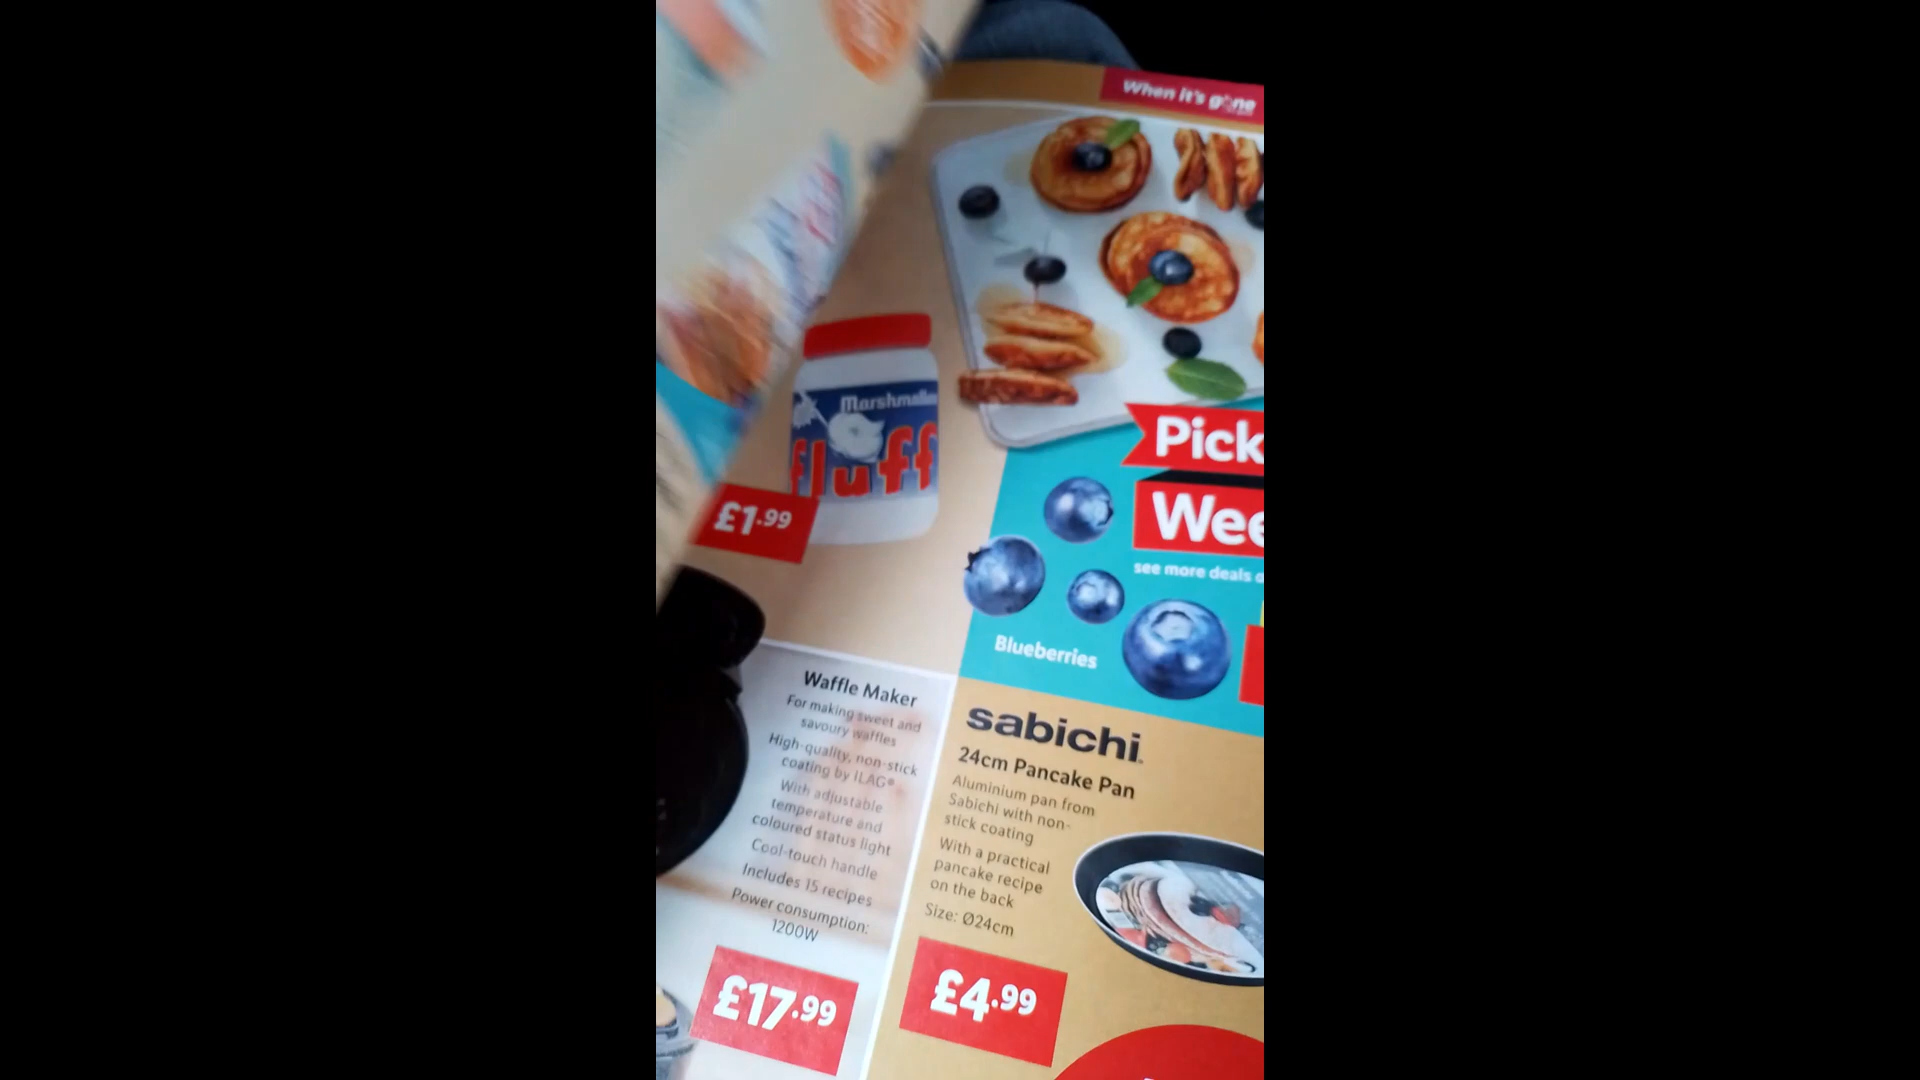 When it's gone
Marshmallow
fluff
£1.99
Pick
Wee
see more deals
Blueberries
Waffle Maker
For making sweet and
savoury waffles
High-quality, non-stick
coating by ILAG®
With adjustable
temperature and
coloured status light
Cool-touch handle
Includes 15 recipes
Power consumption:
1200W
£17.99
sabichi
24cm Pancake Pan
Aluminium pan from
Sabichi with non-
stick coating
With a practical
pancake recipe
on the back
Size: Ø24cm
£4.99